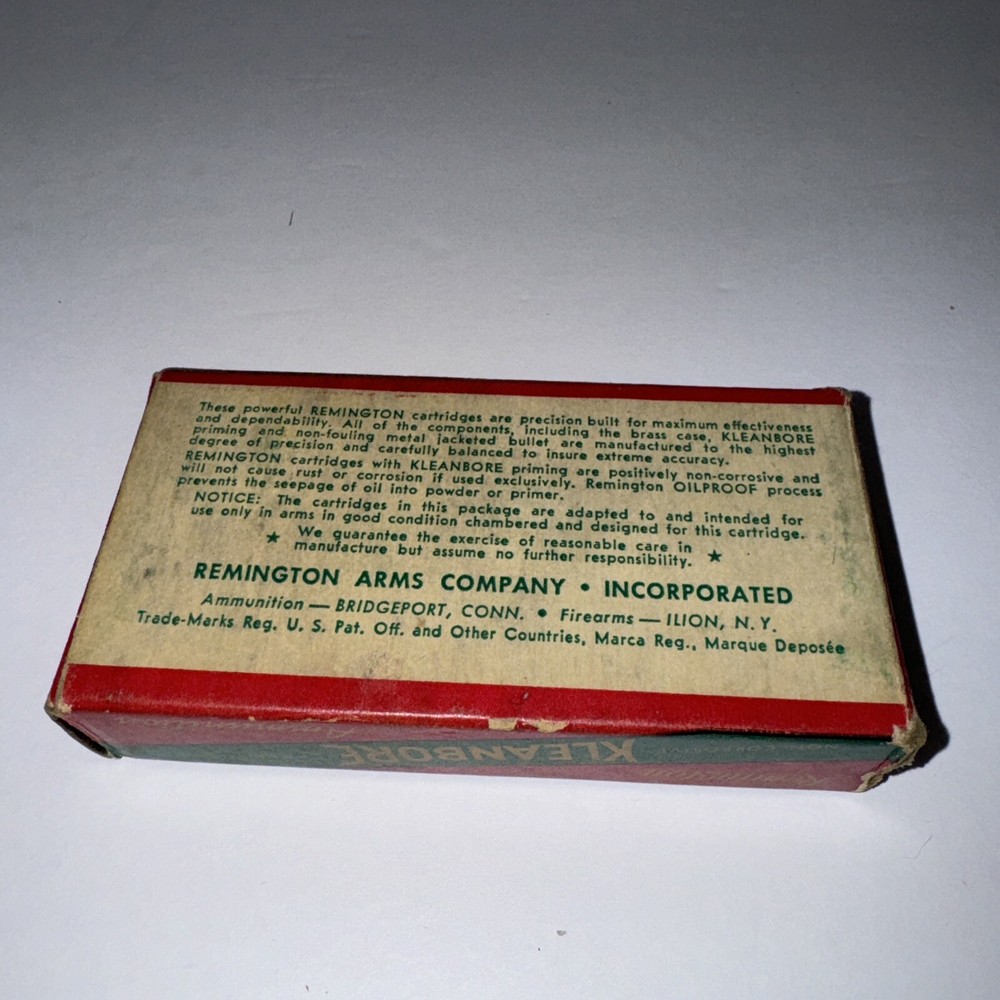 These powerful REMINGTON cartridges are precision built for maximum effectiveness
and dependability. All of the components, including the brass case, KLEANBORE
priming and non-fouling metal jacketed bullet are manufactured to the highest
degree of precision and carefully balanced to insure extreme accuracy.
REMINGTON cartridges with KLEANBORE priming are positively non-corrosive and
will not cause rust or corrosion if used exclusively. Remington OILPROOF process
prevents the seepage of oil into powder or primer.
NOTICE: The cartridges in this package are adapted to and intended for
use only in arms in good condition chambered and designed for this cartridge.
★ We guarantee the exercise of reasonable care in ★
manufacture but assume no further responsibility.
REMINGTON ARMS COMPANY • INCORPORATED
Ammunition — BRIDGEPORT, CONN. • Firearms — ILION, N. Y.
Trade-Marks Reg. U. S. Pat. Off. and Other Countries, Marca Reg., Marque Deposée
Remington
KLEANBORE
NON-CORROSIVE